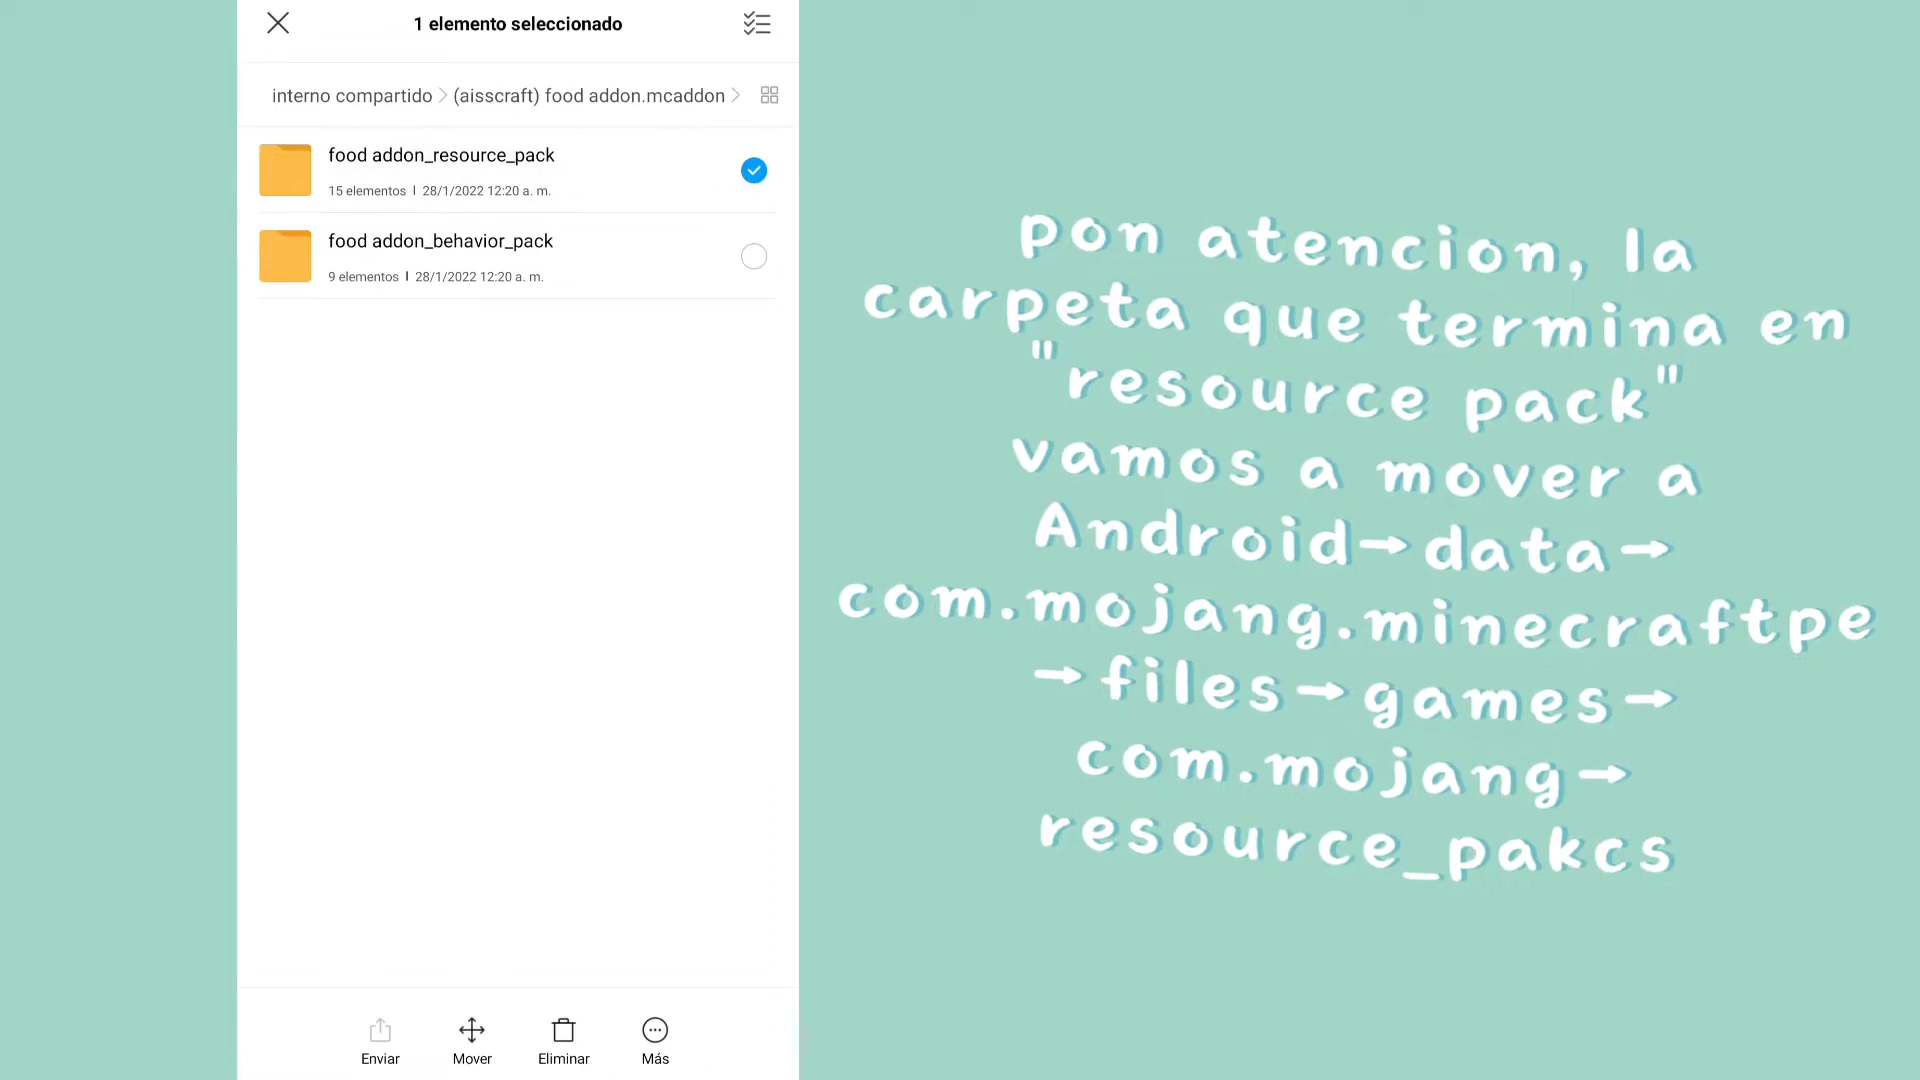 1 elemento seleccionado
interno compartido > (aisscraft) food addon.mcaddon >
food addon_resource_pack
15 elementos | 28/1/2022 12:20 a. m.
food addon_behavior_pack
9 elementos | 28/1/2022 12:20 a. m.
Enviar
Mover
Eliminar
Más
pon atencion, la
carpeta que termina en
"resource pack"
vamos a mover a
Android→data→
com.mojang.minecraftpe
→files→games→
com.mojang→
resource_pakcs